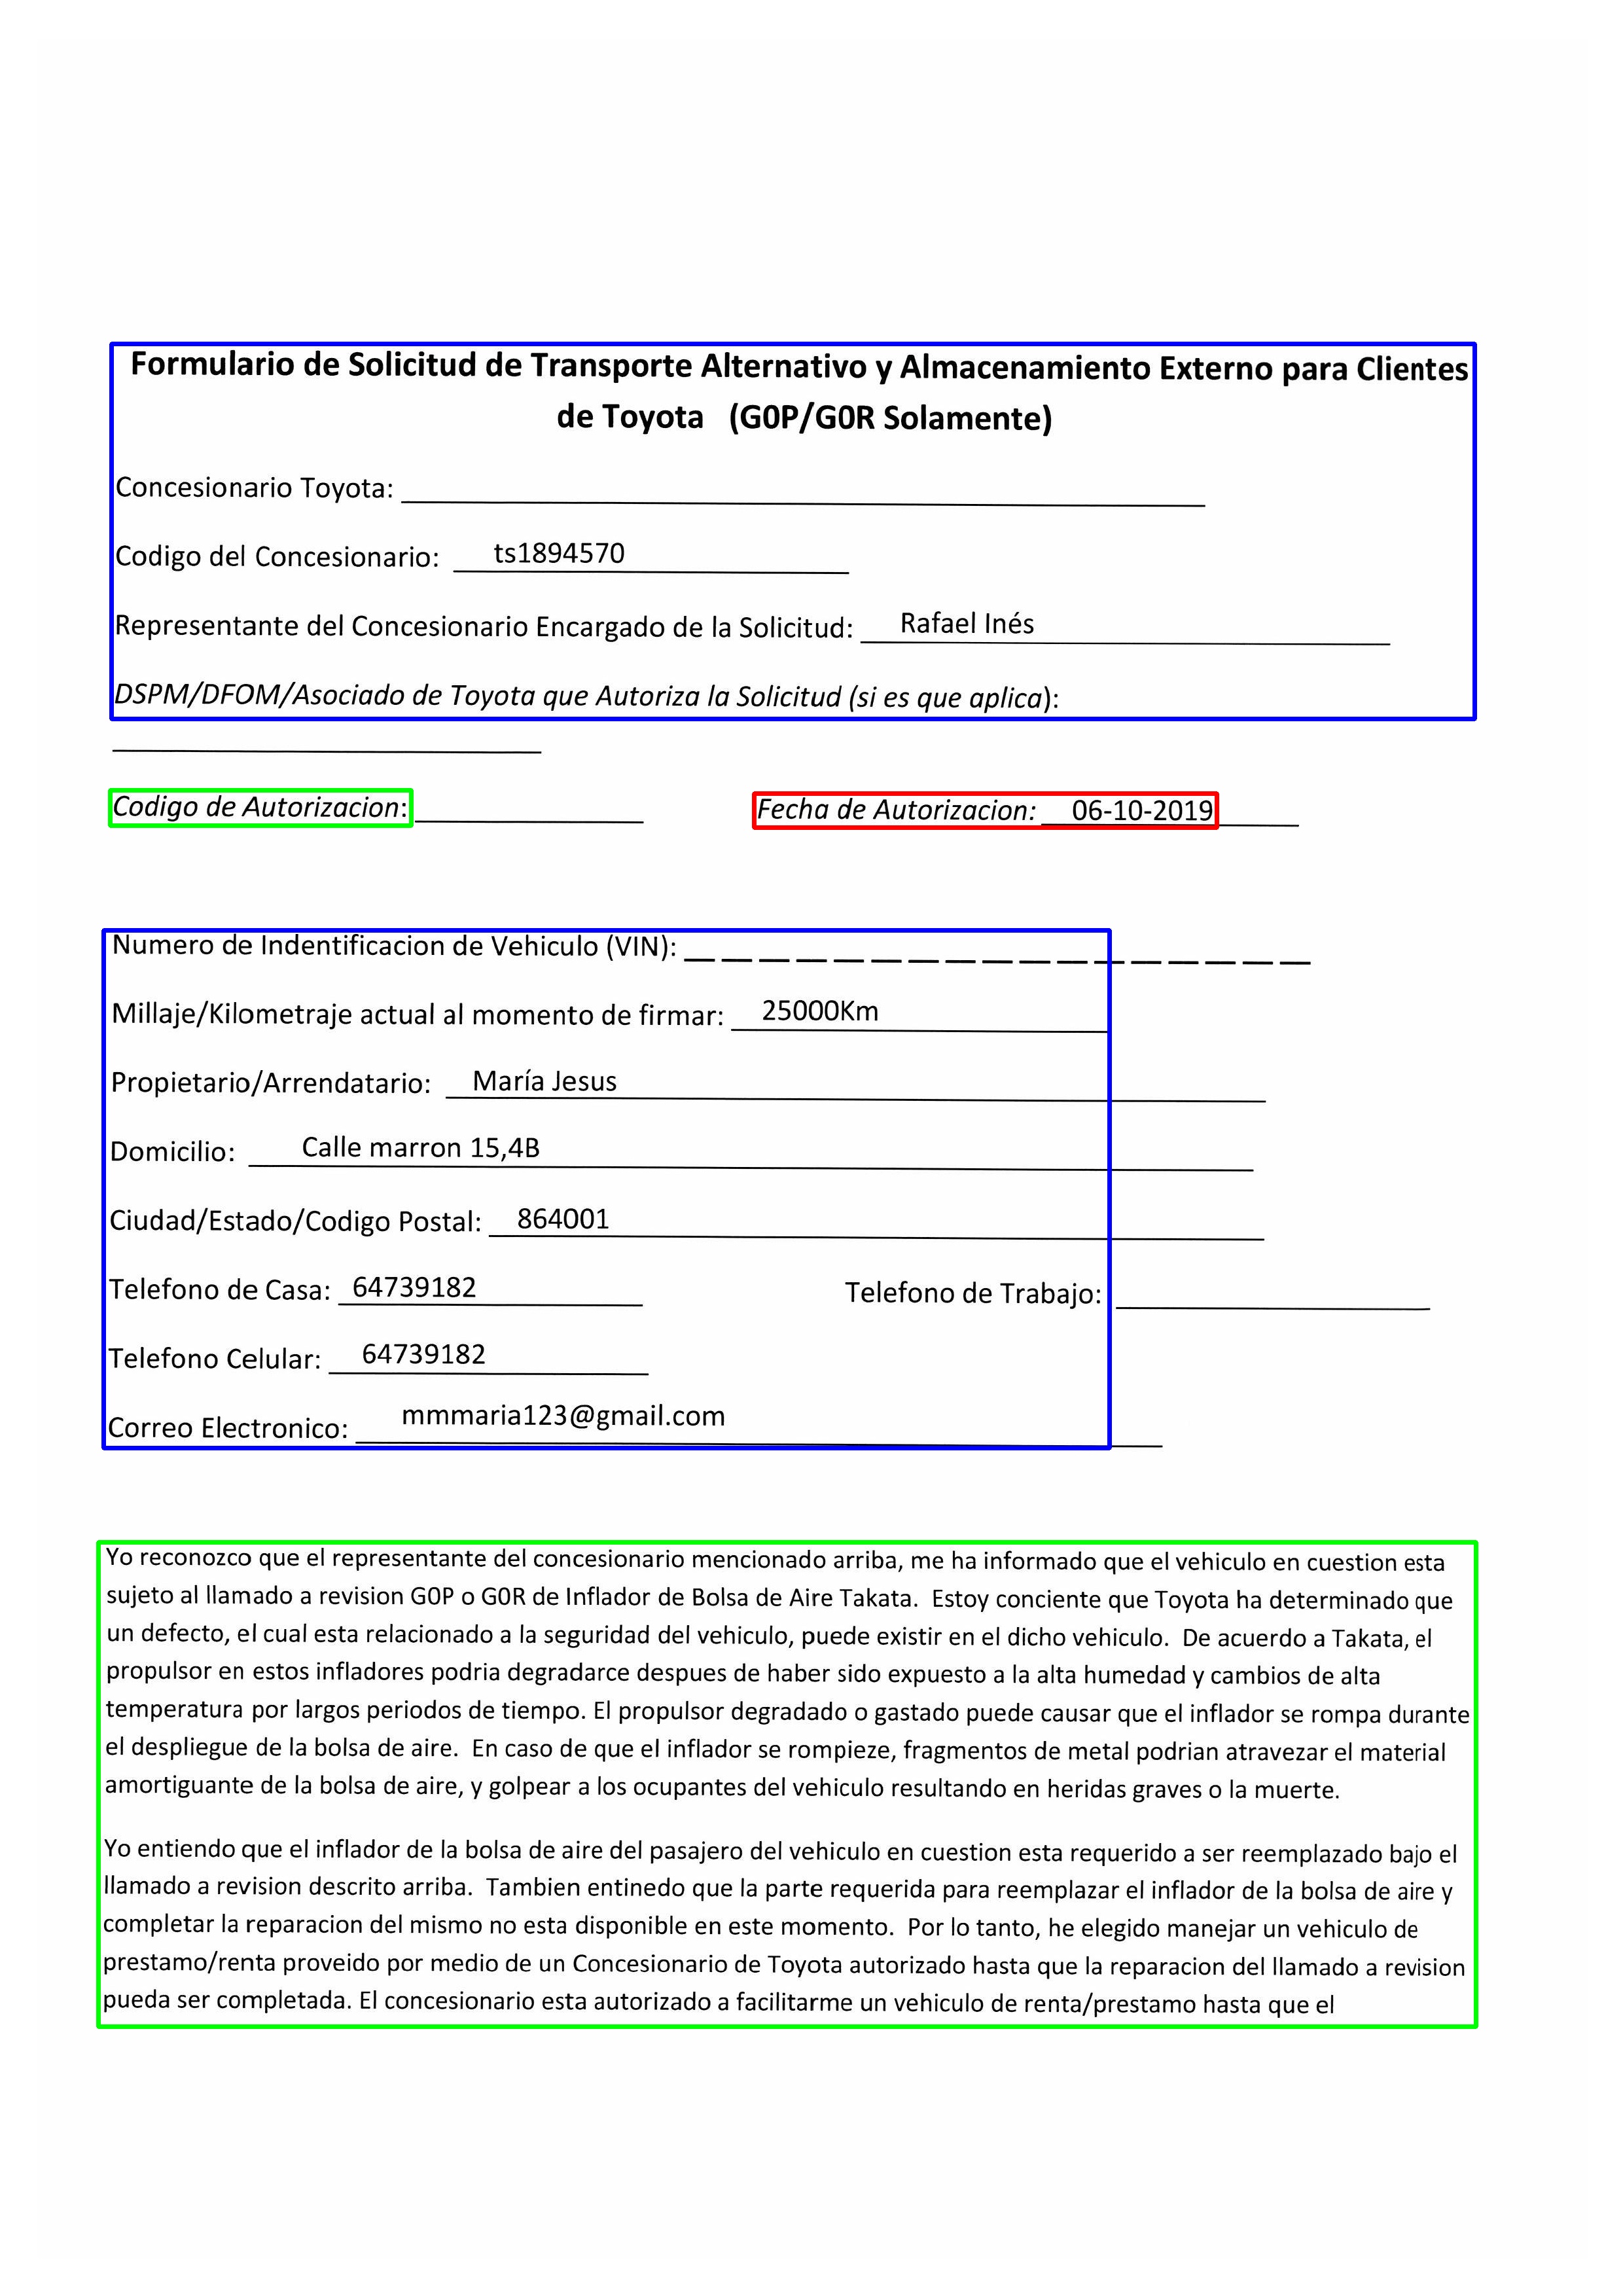 Formulario de Solicitud de Transporte Alternativo y Almacenamiento Externo para Clientes
de Toyota (G0P/G0R Solamente)
Concesionario Toyota:
Codigo del Concesionario: ts1894570
Representante del Concesionario Encargado de la Solicitud: Rafael Inés
DSPM/DFOM/Asociado de Toyota que Autoriza la Solicitud (si es que aplica):
Codigo de Autorizacion: Fecha de Autorizacion: 06-10-2019
Numero de Indentificacion de Vehiculo (VIN):
Millaje/Kilometraje actual al momento de firmar: 25000Km
Propietario/Arrendatario: María Jesus
Domicilio: Calle marron 15,4B
Ciudad/Estado/Codigo Postal: 864001
Telefono de Casa: 64739182 Telefono de Trabajo:
Telefono Celular: 64739182
Correo Electronico: mmmaria123@gmail.com
Yo reconozco que el representante del concesionario mencionado arriba, me ha informado que el vehiculo en cuestion esta
sujeto al llamado a revision G0P o G0R de Inflador de Bolsa de Aire Takata. Estoy conciente que Toyota ha determinado que
un defecto, el cual esta relacionado a la seguridad del vehiculo, puede existir en el dicho vehiculo. De acuerdo a Takata, el
propulsor en estos infladores podria degradarce despues de haber sido expuesto a la alta humedad y cambios de alta
temperatura por largos periodos de tiempo. El propulsor degradado o gastado puede causar que el inflador se rompa durante
el despliegue de la bolsa de aire. En caso de que el inflador se rompieze, fragmentos de metal podrian atravezar el material
amortiguante de la bolsa de aire, y golpear a los ocupantes del vehiculo resultando en heridas graves o la muerte.
Yo entiendo que el inflador de la bolsa de aire del pasajero del vehiculo en cuestion esta requerido a ser reemplazado bajo el
llamado a revision descrito arriba. Tambien entinedo que la parte requerida para reemplazar el inflador de la bolsa de aire y
completar la reparacion del mismo no esta disponible en este momento. Por lo tanto, he elegido manejar un vehiculo de
prestamo/renta proveido por medio de un Concesionario de Toyota autorizado hasta que la reparacion del llamado a revision
pueda ser completada. El concesionario esta autorizado a facilitarme un vehiculo de renta/prestamo hasta que el